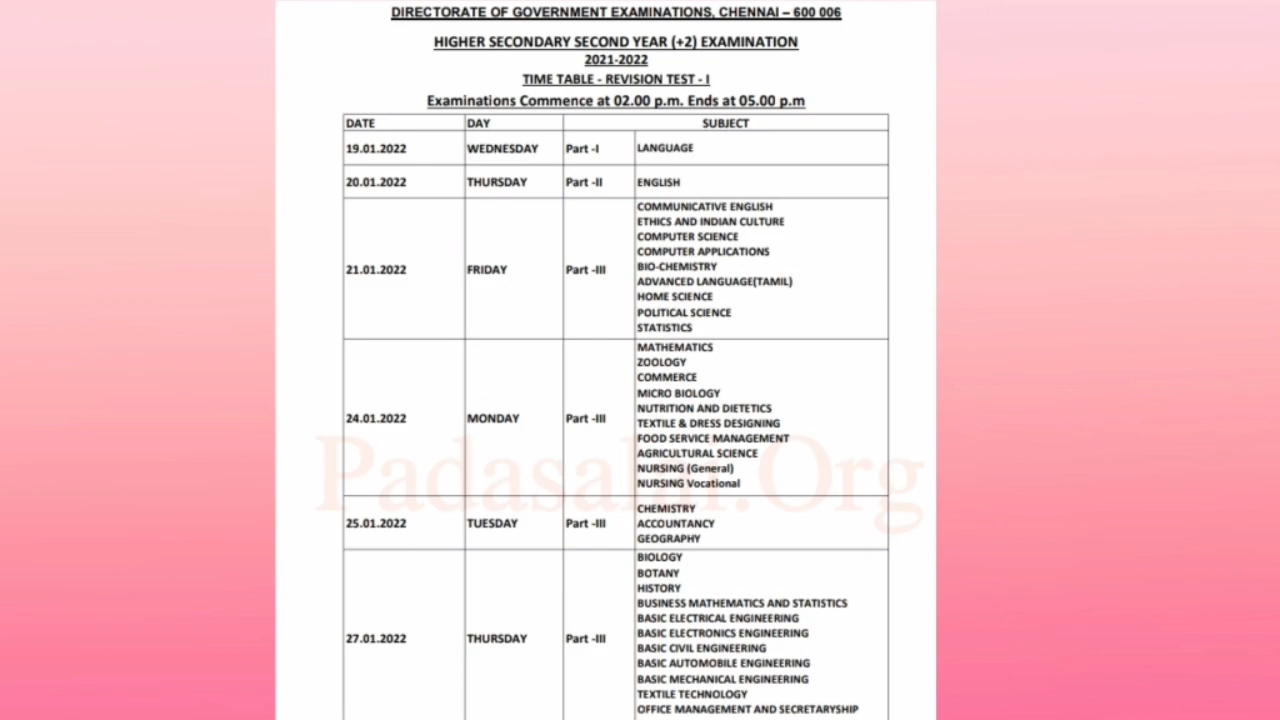 DIRECTORATE OF GOVERNMENT EXAMINATIONS, CHENNAI – 600 006
HIGHER SECONDARY SECOND YEAR (+2) EXAMINATION
2021-2022
TIME TABLE - REVISION TEST - I
Examinations Commence at 02.00 p.m. Ends at 05.00 p.m
DATE DAY SUBJECT
19.01.2022 WEDNESDAY Part -I LANGUAGE
20.01.2022 THURSDAY Part -II ENGLISH
COMMUNICATIVE ENGLISH
ETHICS AND INDIAN CULTURE
COMPUTER SCIENCE
COMPUTER APPLICATIONS
21.01.2022 FRIDAY Part -III BIO-CHEMISTRY
ADVANCED LANGUAGE(TAMIL)
HOME SCIENCE
POLITICAL SCIENCE
STATISTICS
MATHEMATICS
ZOOLOGY
COMMERCE
MICRO BIOLOGY
NUTRITION AND DIETETICS
24.01.2022 MONDAY Part -III TEXTILE & DRESS DESIGNING
FOOD SERVICE MANAGEMENT
AGRICULTURAL SCIENCE
NURSING (General)
NURSING Vocational
Padasalai.Org
CHEMISTRY
25.01.2022 TUESDAY Part -III ACCOUNTANCY
GEOGRAPHY
BIOLOGY
BOTANY
HISTORY
BUSINESS MATHEMATICS AND STATISTICS
BASIC ELECTRICAL ENGINEERING
27.01.2022 THURSDAY Part -III BASIC ELECTRONICS ENGINEERING
BASIC CIVIL ENGINEERING
BASIC AUTOMOBILE ENGINEERING
BASIC MECHANICAL ENGINEERING
TEXTILE TECHNOLOGY
OFFICE MANAGEMENT AND SECRETARYSHIP